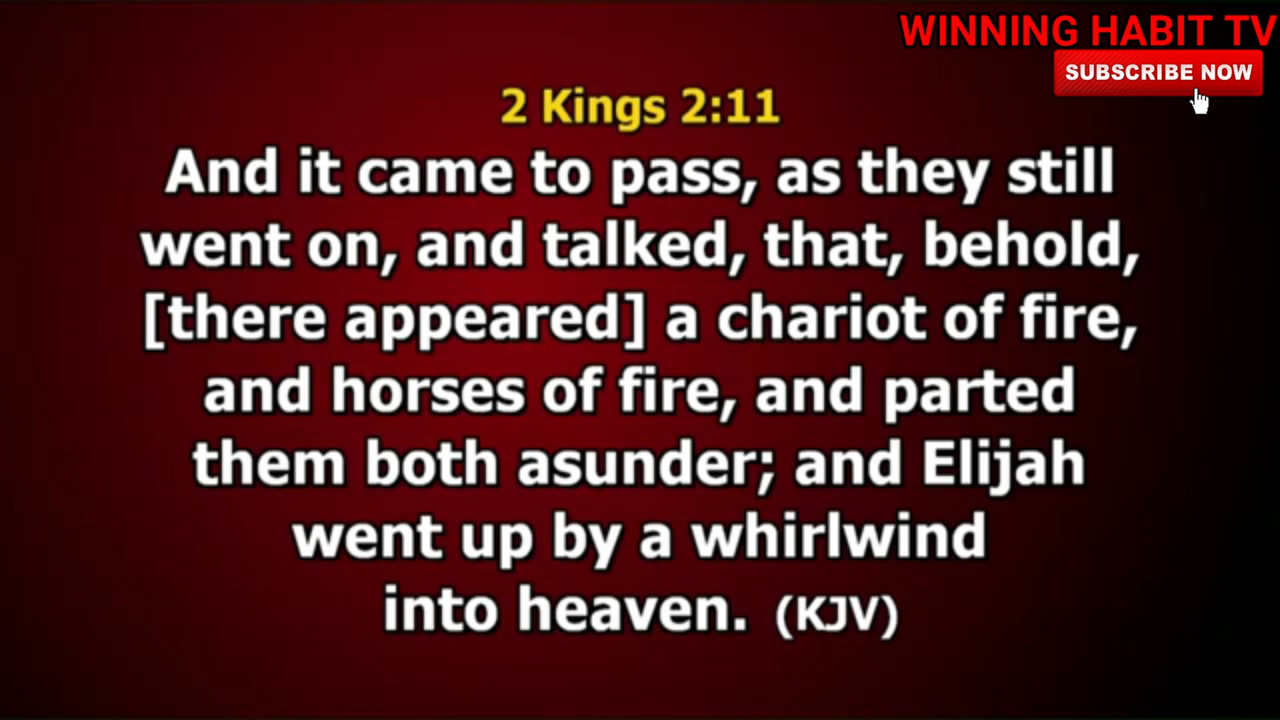 WINNING HABIT TV
SUBSCRIBE NOW
2 Kings 2:11
And it came to pass, as they still
went on, and talked, that, behold,
[there appeared] a chariot of fire,
and horses of fire, and parted
them both asunder; and Elijah
went up by a whirlwind
into heaven. (KJV)